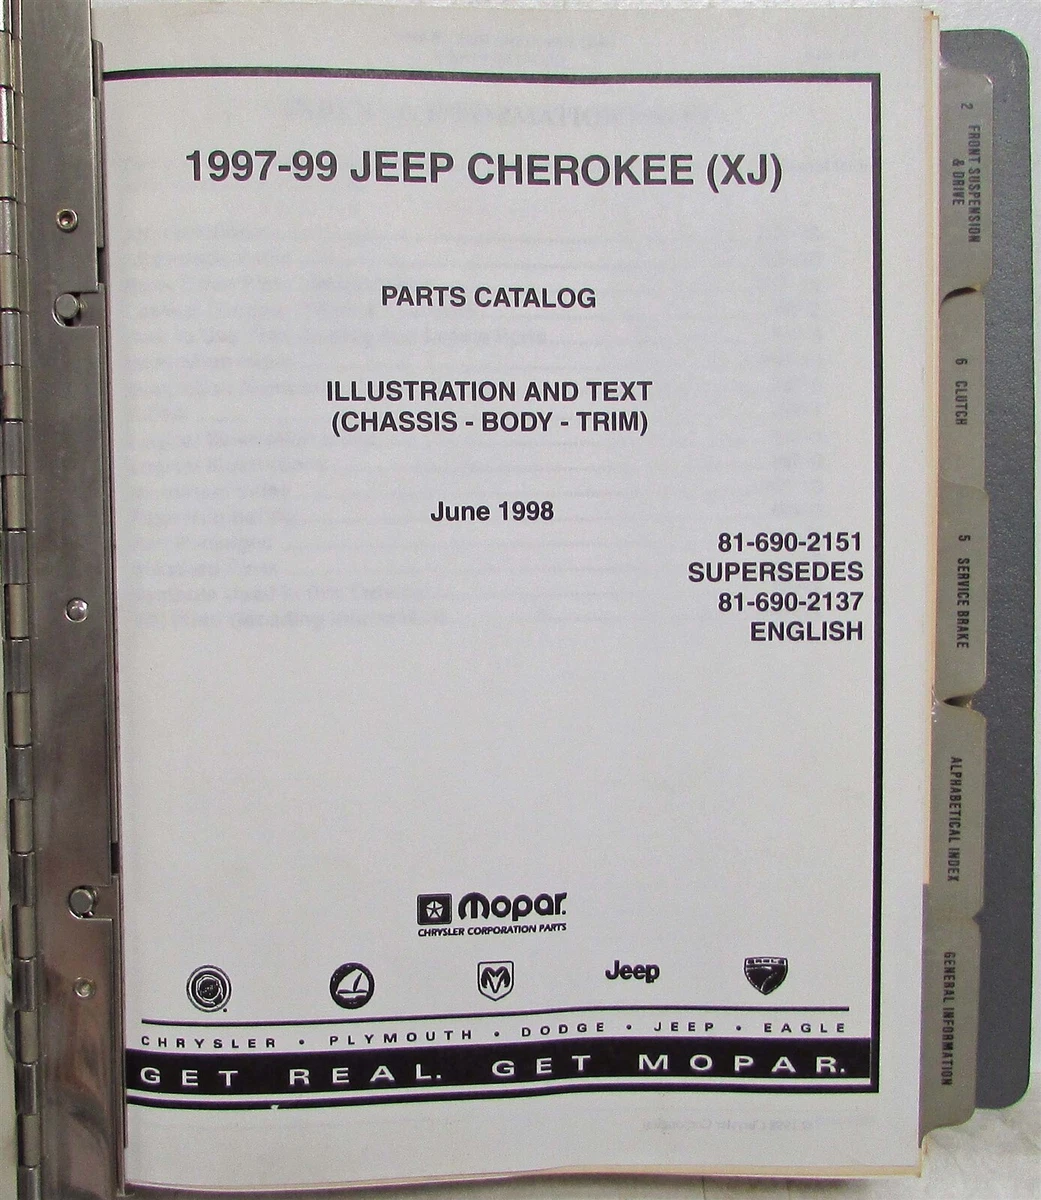 1997-99 JEEP CHEROKEE (XJ)
PARTS CATALOG
ILLUSTRATION AND TEXT
(CHASSIS - BODY - TRIM)
June 1998
81-690-2151
SUPERSEDES
81-690-2137
ENGLISH
mopar.
CHRYSLER CORPORATION PARTS
Jeep
CHRYSLER • PLYMOUTH • DODGE • JEEP • EAGLE
GET REAL. GET MOPAR.
2 FRONT SUSPENSION
& DRIVE
6 CLUTCH
5 SERVICE BRAKE
ALPHABETICAL INDEX
GENERAL INFORMATION